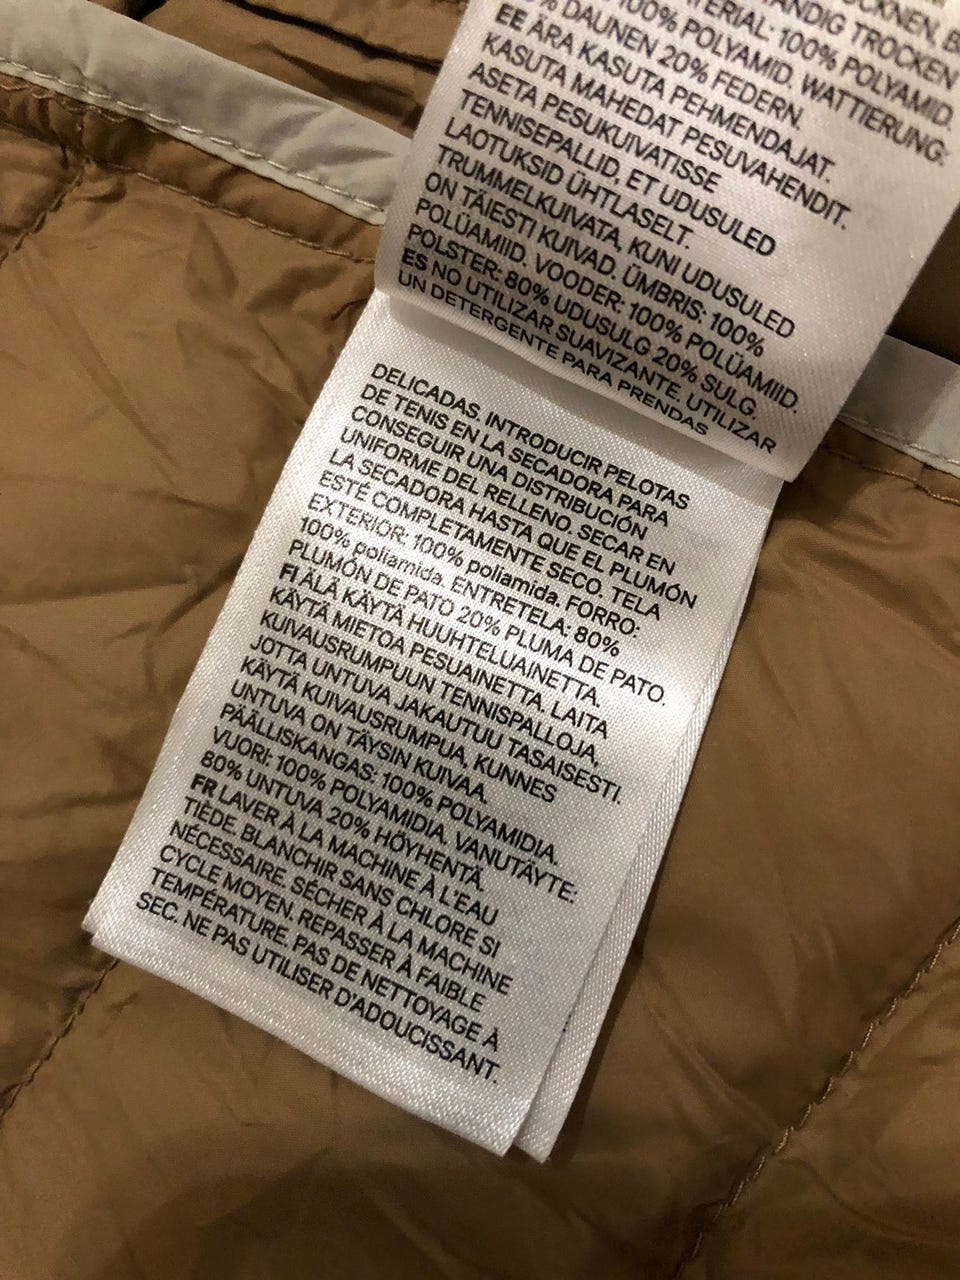 ANDIG TROCKEN
TERIAL: 100% POLYAMID.
100% POLYAMID. WATTIERUNG:
% DAUNEN 20% FEDERN.
EE ÄRA KASUTA PEHMENDAJAT.
KASUTA MAHEDAT PESUVAHENDIT.
ASETA PESUKUIVATISSE
TENNISEPALLID, ET UDUSULED
LAOTUKSID ÜHTLASELT.
TRUMMELKUIVATA, KUNI UDUSULED
ON TÄIESTI KUIVAD. ÜMBRIS: 100%
POLÜAMIID. VOODER: 100% POLÜAMIID.
POLSTER: 80% UDUSULG 20% SULG.
ES NO UTILIZAR SUAVIZANTE. UTILIZAR
UN DETERGENTE PARA PRENDAS
DELICADAS. INTRODUCIR PELOTAS
DE TENIS EN LA SECADORA PARA
CONSEGUIR UNA DISTRIBUCIÓN
UNIFORME DEL RELLENO. SECAR EN
LA SECADORA HASTA QUE EL PLUMÓN
ESTÉ COMPLETAMENTE SECO. TELA
EXTERIOR: 100% poliamida. FORRO:
100% poliamida. ENTRETELA: 80%
PLUMÓN DE PATO 20% PLUMA DE PATO.
FI ÄLÄ KÄYTÄ HUUHTELUAINETTA.
KÄYTÄ MIETOA PESUAINETTA. LAITA
KUIVAUSRUMPUUN TENNISPALLOJA,
JOTTA UNTUVA JAKAUTUU TASAISESTI.
KÄYTÄ KUIVAUSRUMPUA, KUNNES
UNTUVA ON TÄYSIN KUIVAA.
PÄÄLLISKANGAS: 100% POLYAMIDIA.
VUORI: 100% POLYAMIDIA. VANUTÄYTE:
80% UNTUVA 20% HÖYHENTÄ.
FR LAVER À LA MACHINE À L'EAU
TIÈDE. BLANCHIR SANS CHLORE SI
NÉCESSAIRE. SÉCHER À LA MACHINE
CYCLE MOYEN. REPASSER À FAIBLE
TEMPÉRATURE. PAS DE NETTOYAGE À
SEC. NE PAS UTILISER D'ADOUCISSANT.